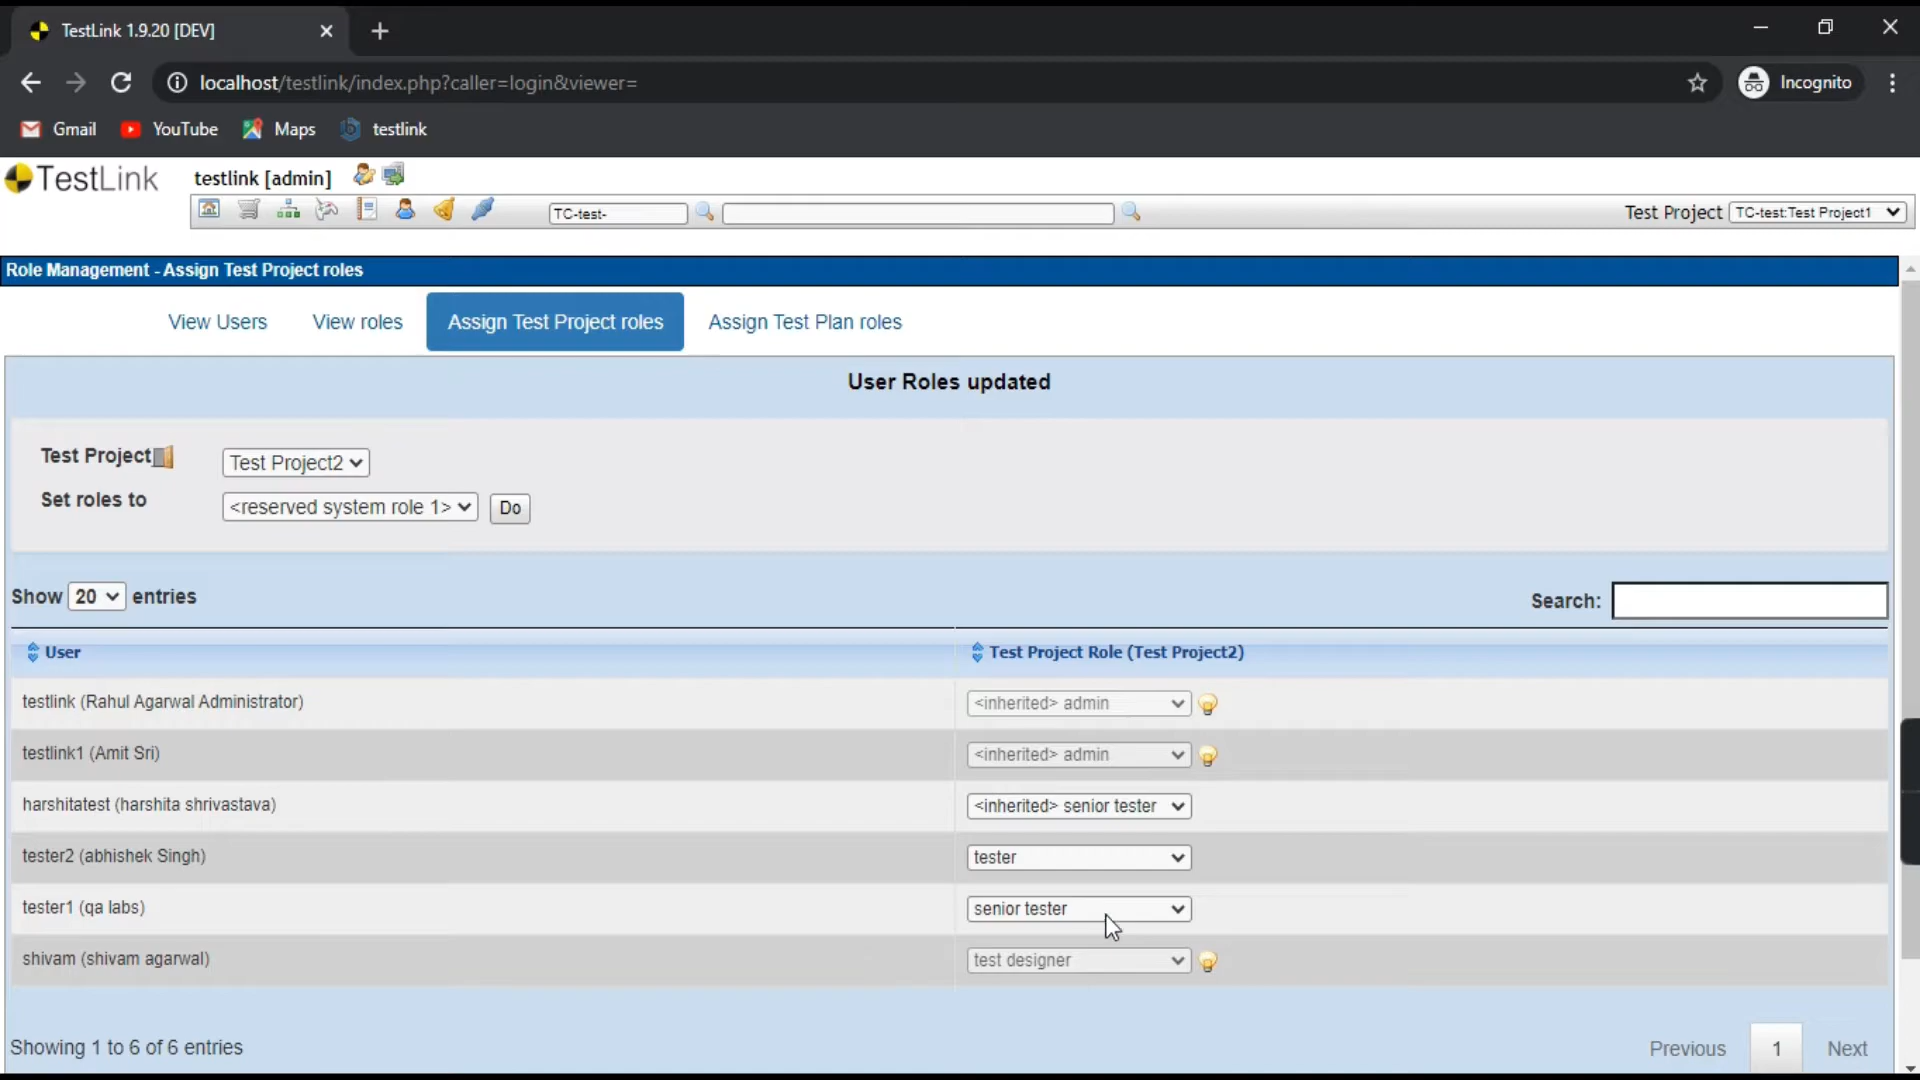 TestLink 1.9.20 [DEV]
localhost/testlink/index.php?caller=login&viewer=
Incognito
Gmail YouTube Maps testlink
TestLink testlink [admin]
TC-test- Test Project TC-test:Test Project1
Role Management - Assign Test Project roles
View Users View roles Assign Test Project roles Assign Test Plan roles
User Roles updated
Test Project Test Project2
Set roles to <reserved system role 1> Do
Show 20 entries Search:
User Test Project Role (Test Project2)
testlink (Rahul Agarwal Administrator) <inherited> admin
testlink1 (Amit Sri) <inherited> admin
harshitatest (harshita shrivastava) <inherited> senior tester
tester2 (abhishek Singh) tester
tester1 (qa labs) senior tester
shivam (shivam agarwal) test designer
Showing 1 to 6 of 6 entries Previous 1 Next